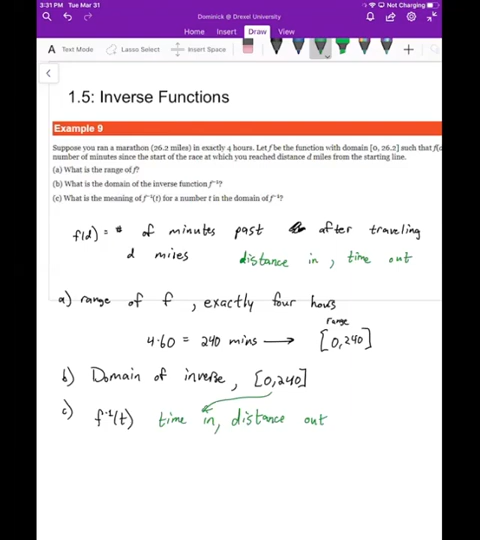 3:31 PM Tue Mar 31
Not Charging
Dominick @ Drexel University
Home Insert Draw View
Text Mode Lasso Select Insert Space
1.5: Inverse Functions
Example 9
Suppose you ran a marathon (26.2 miles) in exactly 4 hours. Let f be the function with domain [0, 26.2] such that f(
number of minutes since the start of the race at which you reached distance d miles from the starting line.
(a) What is the range of f?
(b) What is the domain of the inverse function f⁻¹?
(c) What is the meaning of f⁻¹(t) for a number t in the domain of f⁻¹?
f(d) = # of minutes past after traveling
d miles distance in, time out
a) range of f, exactly four hours
range
4·60 = 240 mins → [0,240]
b) Domain of inverse, [0,240]
c) f⁻¹(t) time in, distance out